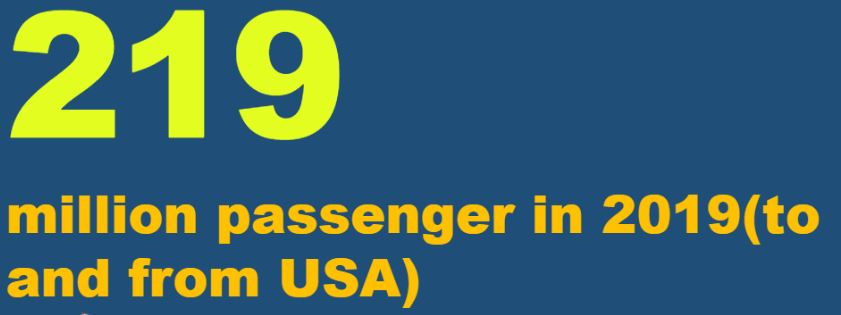 219
million passenger in 2019(to
and from USA)